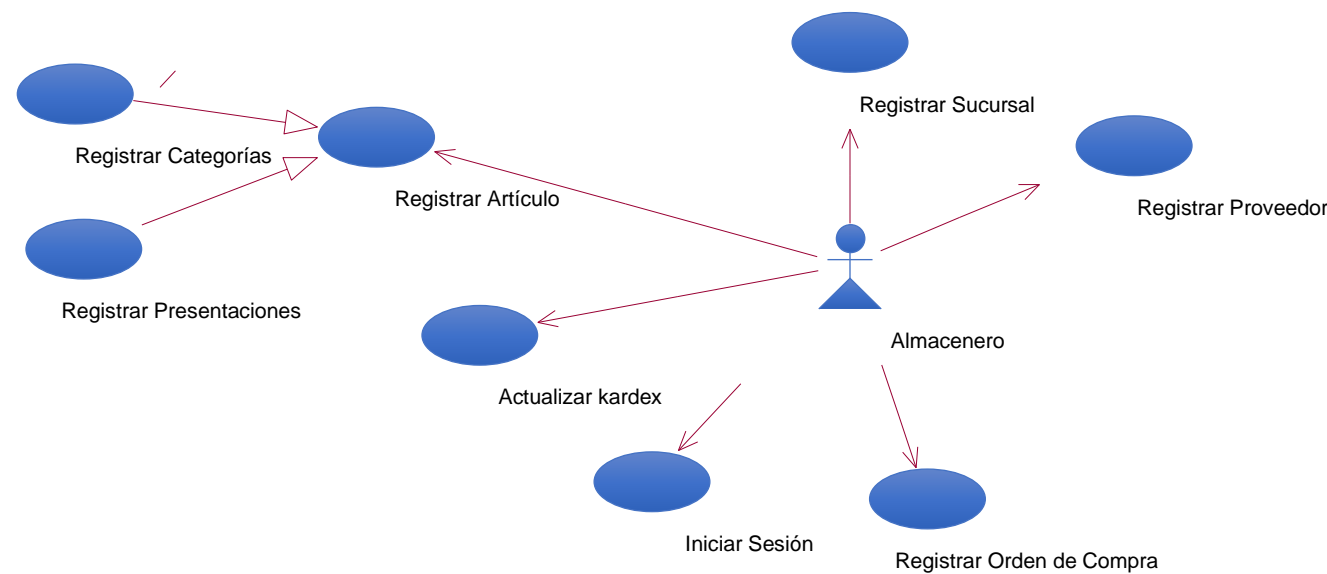 Registrar Sucursal
Registrar Categorías
Registrar Artículo
Registrar Proveedor
Registrar Presentaciones
Almacenero
Actualizar kardex
Iniciar Sesión
Registrar Orden de Compra